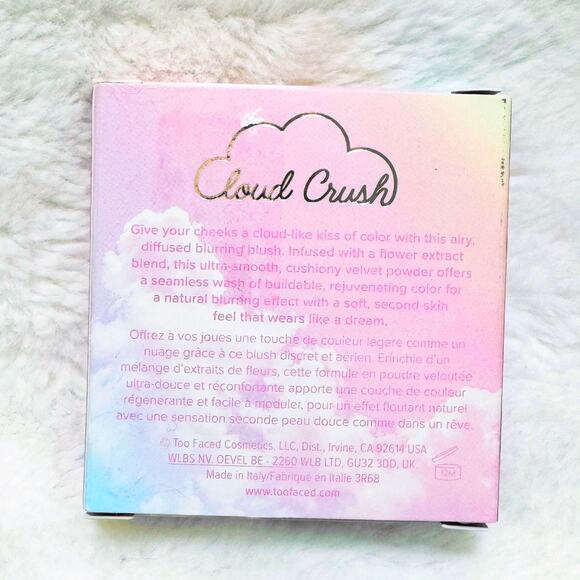 Cloud Crush
Give your cheeks a cloud-like kiss of color with this airy,
diffused blurring blush. Infused with a flower extract
blend, this ultra-smooth, cushiony velvet powder offers
a seamless wash of buildable, rejuvenating color for
a natural blurring effect with a soft, second-skin
feel that wears like a dream.
Offrez à vos joues une touche de couleur légère comme un
nuage grâce à ce blush discret et aérien. Enrichie d'un
mélange d'extraits de fleurs, cette formule en poudre veloutée
ultra-douce et réconfortante apporte une couche de couleur
régénérante et facile à moduler, pour un effet floutant naturel
avec une sensation seconde peau douce comme dans un rêve.
© Too Faced Cosmetics, LLC, Dist., Irvine, CA 92614 USA
WLBS NV. OEVEL BE - 2260 WLB LTD, GU32 3DD, UK.
Made in Italy/Fabriqué en Italie 3R68
www.toofaced.com
12M